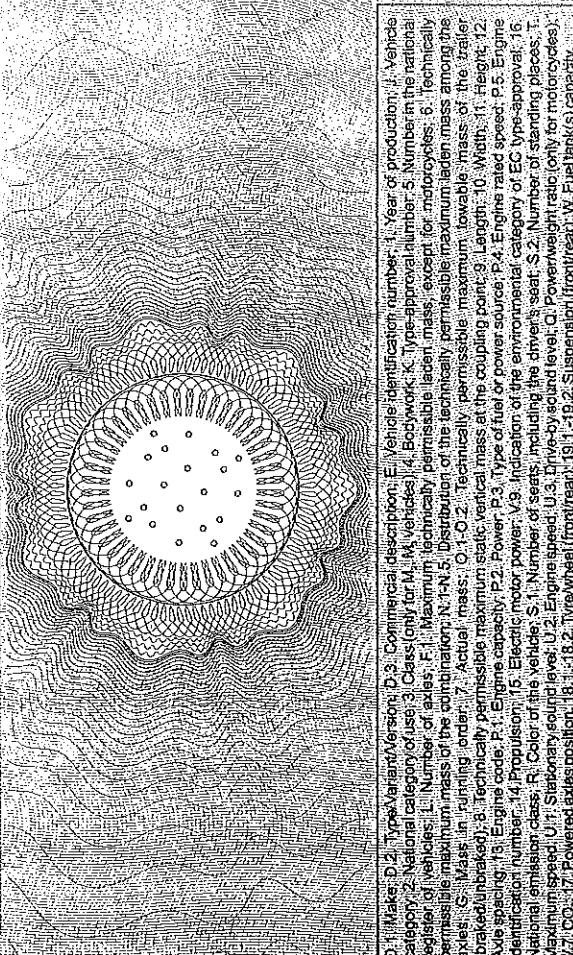 D.1. Make; D.2. Type/Variant/Version; D.3. Commercial description; E. Vehicle identification number; 1. Year of production; J. Vehicle
category; 2. National category of use; 3. Class (only for M₂, M₃ vehicles); 4. Bodywork; K. Type-approval number; 5. Number in the national
register of vehicles; L. Number of axles; F.1. Maximum technically permissible laden mass, except for motorcycles; 6. Technically
permissible maximum mass of the combination; N.1-N.5. Distribution of the technically permissible maximum laden mass among the
axles; G. Mass in running order; 7. Actual mass; O.1-O.2. Technically permissible maximum towable mass of the trailer
braked/unbraked); 8. Technically permissible maximum static vertical mass at the coupling point; 9. Length; 10. Width; 11. Height; 12.
Axle spacing; 13. Engine code; P.1. Engine capacity; P.2. Power; P.3. Type of fuel or power source; P.4. Engine rated speed; P.5. Engine
identification number; 14. Propulsion; 15. Electric motor power; V.9. Indication of the environmental category of EC type-approval; 16.
National emission class; R. Color of the vehicle; S.1. Number of seats, including the driver's seat; S.2. Number of standing places; T.
Maximum speed; U.1. Stationary sound level; U.2. Engine speed; U.3. Drive-by sound level; Q. Power/weight ratio (only for motorcycles);
V.7. CO2; 17. Powered axles position; 18.1.-18.2. Tyre/wheel (front/rear); 19.1.-19.2. Suspension (front/rear); W. Fuel tank(s) capacity